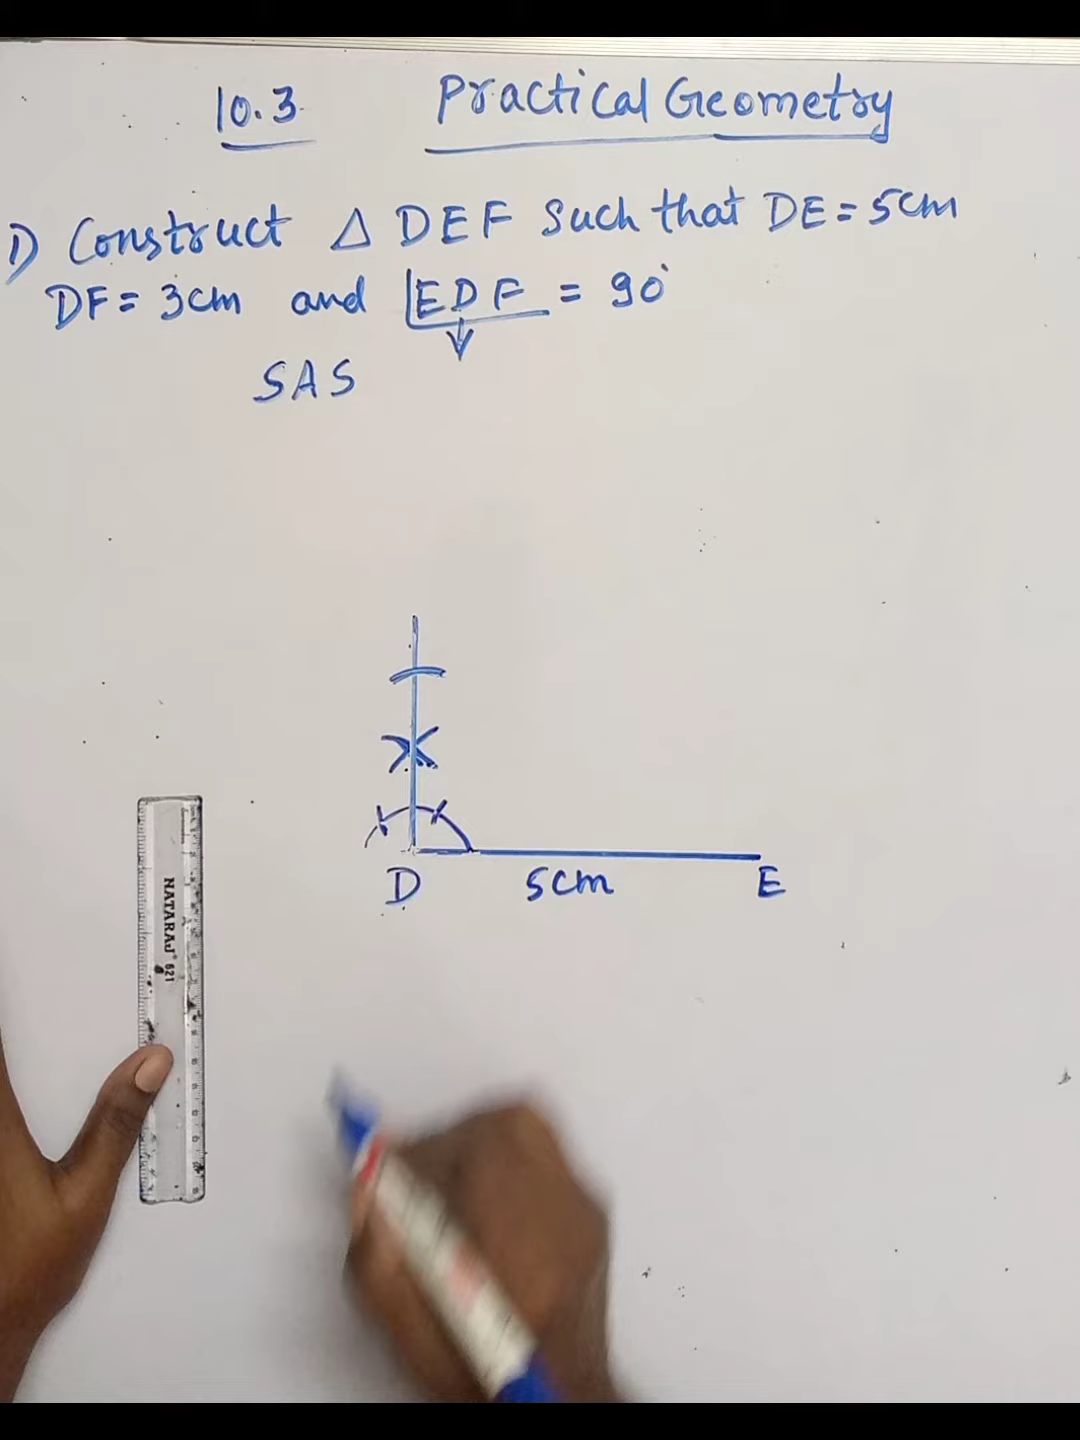 10.3 Practical Geometry
1) Construct Δ DEF Such that DE = 5cm
DF = 3cm and ∠EDF = 90°
SAS
D 5cm E
NATARAJ® 621